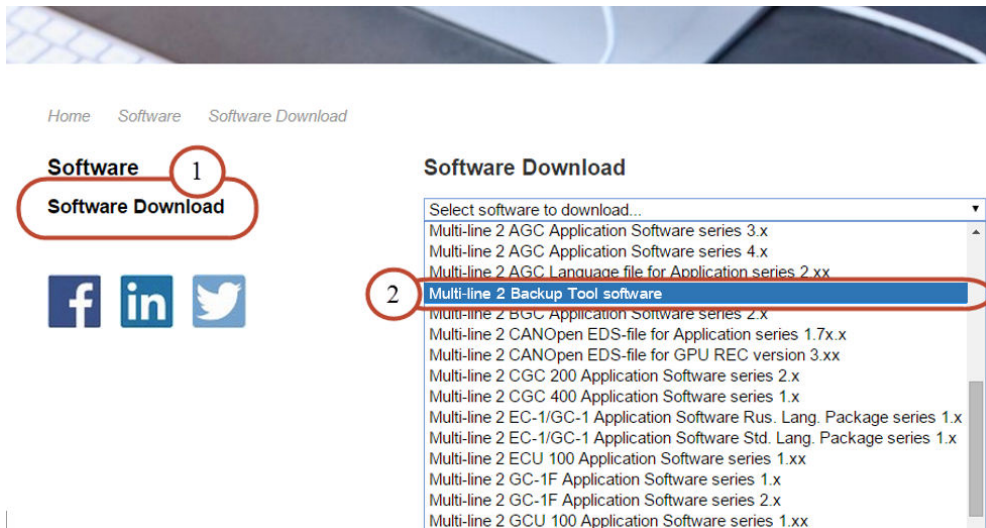 Home Software Software Download
Software
1
Software Download
Software Download
Select software to download...
Multi-line 2 AGC Application Software series 3.x
Multi-line 2 AGC Application Software series 4.x
Multi-line 2 AGC Language file for Application series 2.xx
2
Multi-line 2 Backup Tool software
Multi-line 2 BGC Application Software series 2.x
Multi-line 2 CANOpen EDS-file for Application series 1.7x.x
Multi-line 2 CANOpen EDS-file for GPU REC version 3.xx
Multi-line 2 CGC 200 Application Software series 2.x
Multi-line 2 CGC 400 Application Software series 1.x
Multi-line 2 EC-1/GC-1 Application Software Rus. Lang. Package series 1.x
Multi-line 2 EC-1/GC-1 Application Software Std. Lang. Package series 1.x
Multi-line 2 ECU 100 Application Software series 1.xx
Multi-line 2 GC-1F Application Software series 1.x
Multi-line 2 GC-1F Application Software series 2.x
Multi-line 2 GCU 100 Application Software series 1.xx
f
in